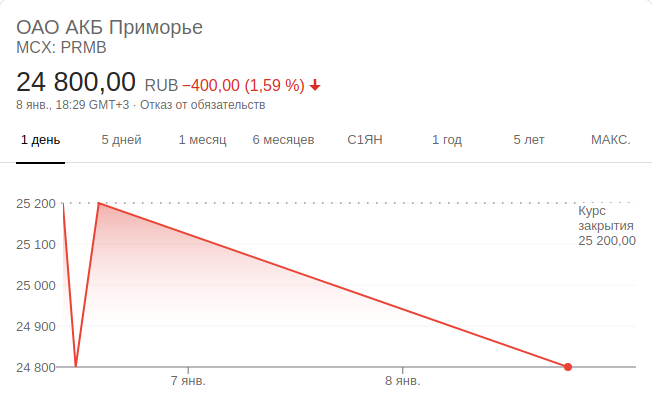 ОАО АКБ Приморье
MCX: PRMB
24 800,00 RUB −400,00 (1,59 %)
8 янв., 18:29 GMT+3 · Отказ от обязательств
1 день 5 дней 1 месяц 6 месяцев С1ЯН 1 год 5 лет МАКС.
25 200
25 100
25 000
24 900
24 800
Курс
закрытия
25 200,00
7 янв. 8 янв.